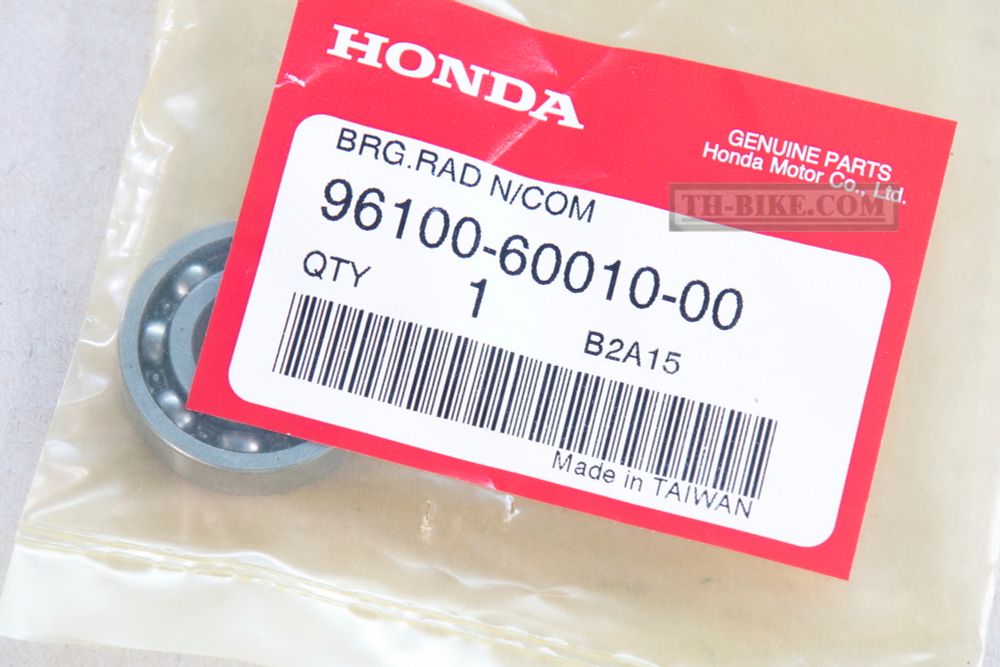 HONDA
GENUINE PARTS
Honda Motor Co., Ltd.
TH-BIKE.COM
BRG.RAD N/COM
96100-60010-00
QTY 1
B2A15
Made in TAIWAN